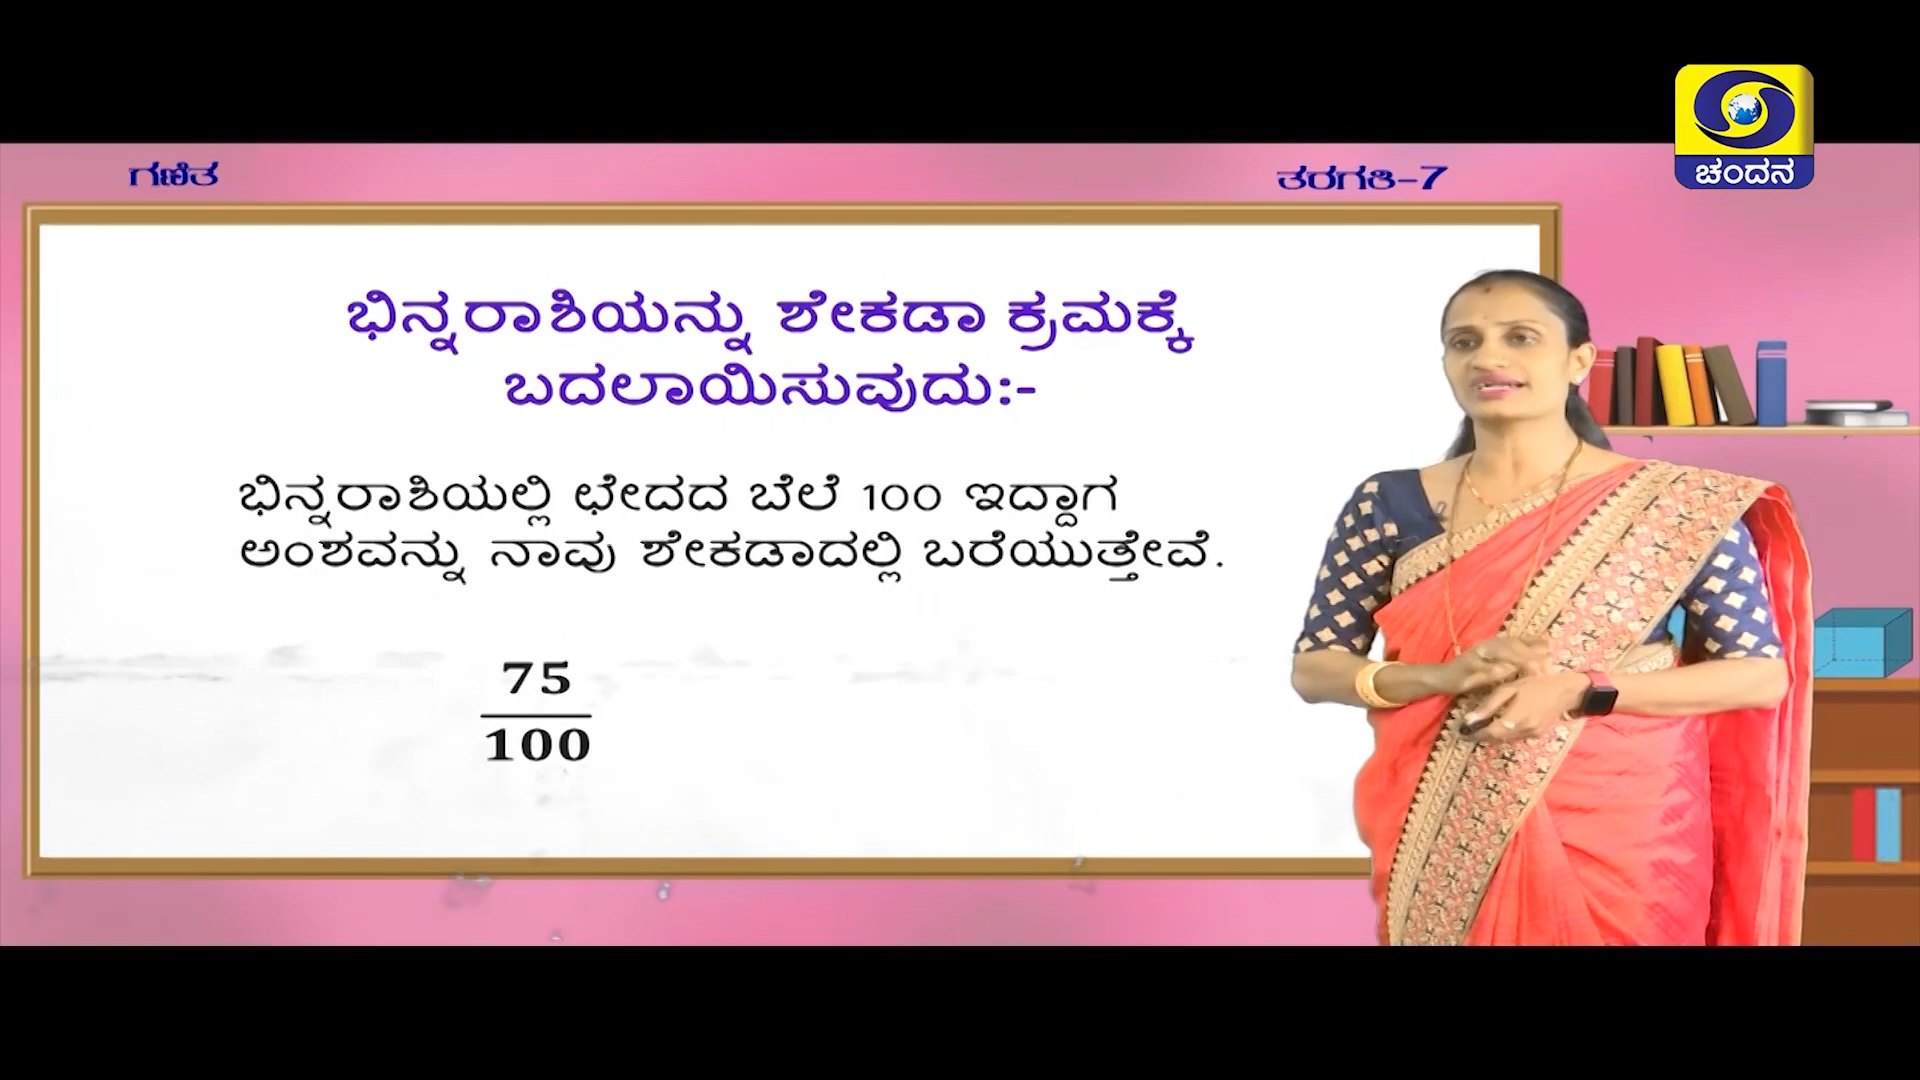 ಚಂದನ
ಗಣಿತ
ತರಗತಿ-7
ಭಿನ್ನರಾಶಿಯನ್ನು ಶೇಕಡಾ ಕ್ರಮಕ್ಕೆ
ಬದಲಾಯಿಸುವುದು:-
ಭಿನ್ನರಾಶಿಯಲ್ಲಿ ಛೇದದ ಬೆಲೆ 100 ಇದ್ದಾಗ
ಅಂಶವನ್ನು ನಾವು ಶೇಕಡಾದಲ್ಲಿ ಬರೆಯುತ್ತೇವೆ.
75
100